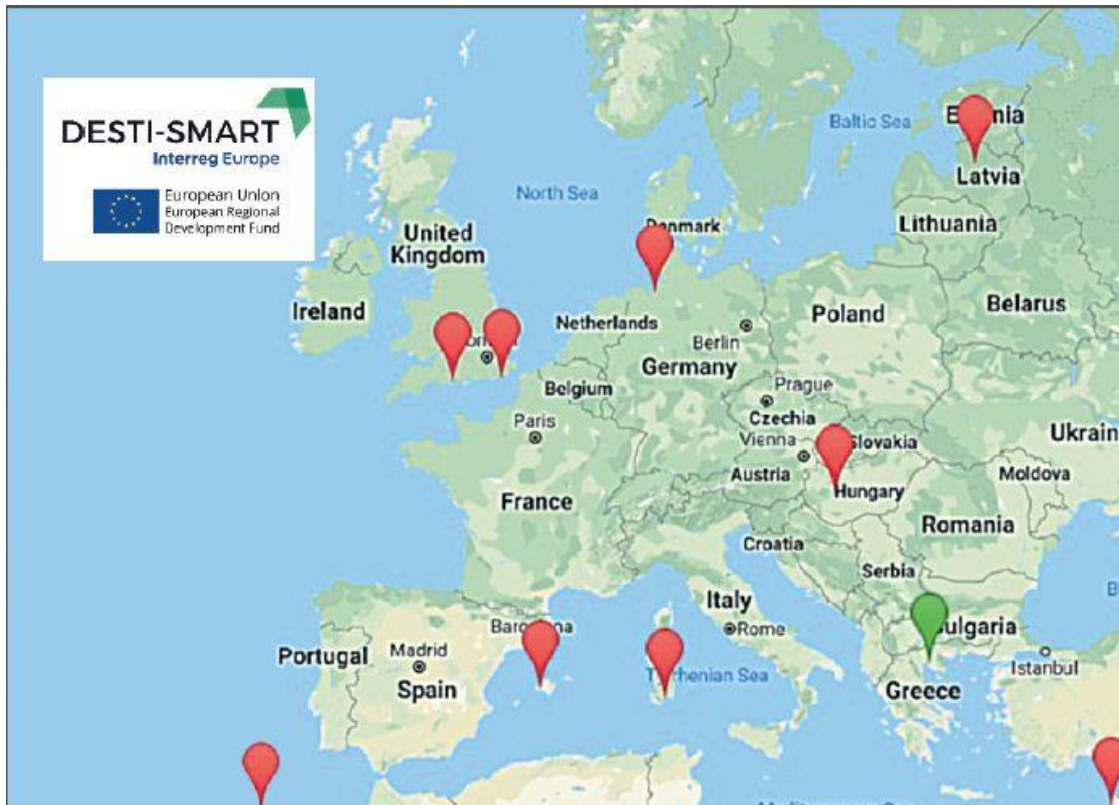 DESTI-SMART
Interreg Europe
European Union
European Regional
Development Fund
Baltic Sea
Latvia
North Sea
Lithuania
Denmark
United
Kingdom
Belarus
Ireland
Poland
Netherlands
Berlin
Germany
Belgium
Prague
Czechia
Paris
Vienna
Slovakia
Ukrain
Austria
Moldova
Hungary
France
Romania
Croatia
Serbia
Italy
Rome
Madrid
Portugal
Spain
Istanbul
Greece